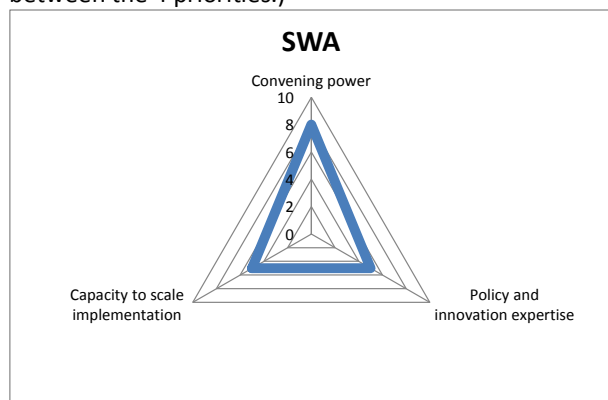 between the 4 priorities.)
SWA
Convening power
10
8
6
4
2
0
Capacity to scale
implementation
Policy and
innovation expertise